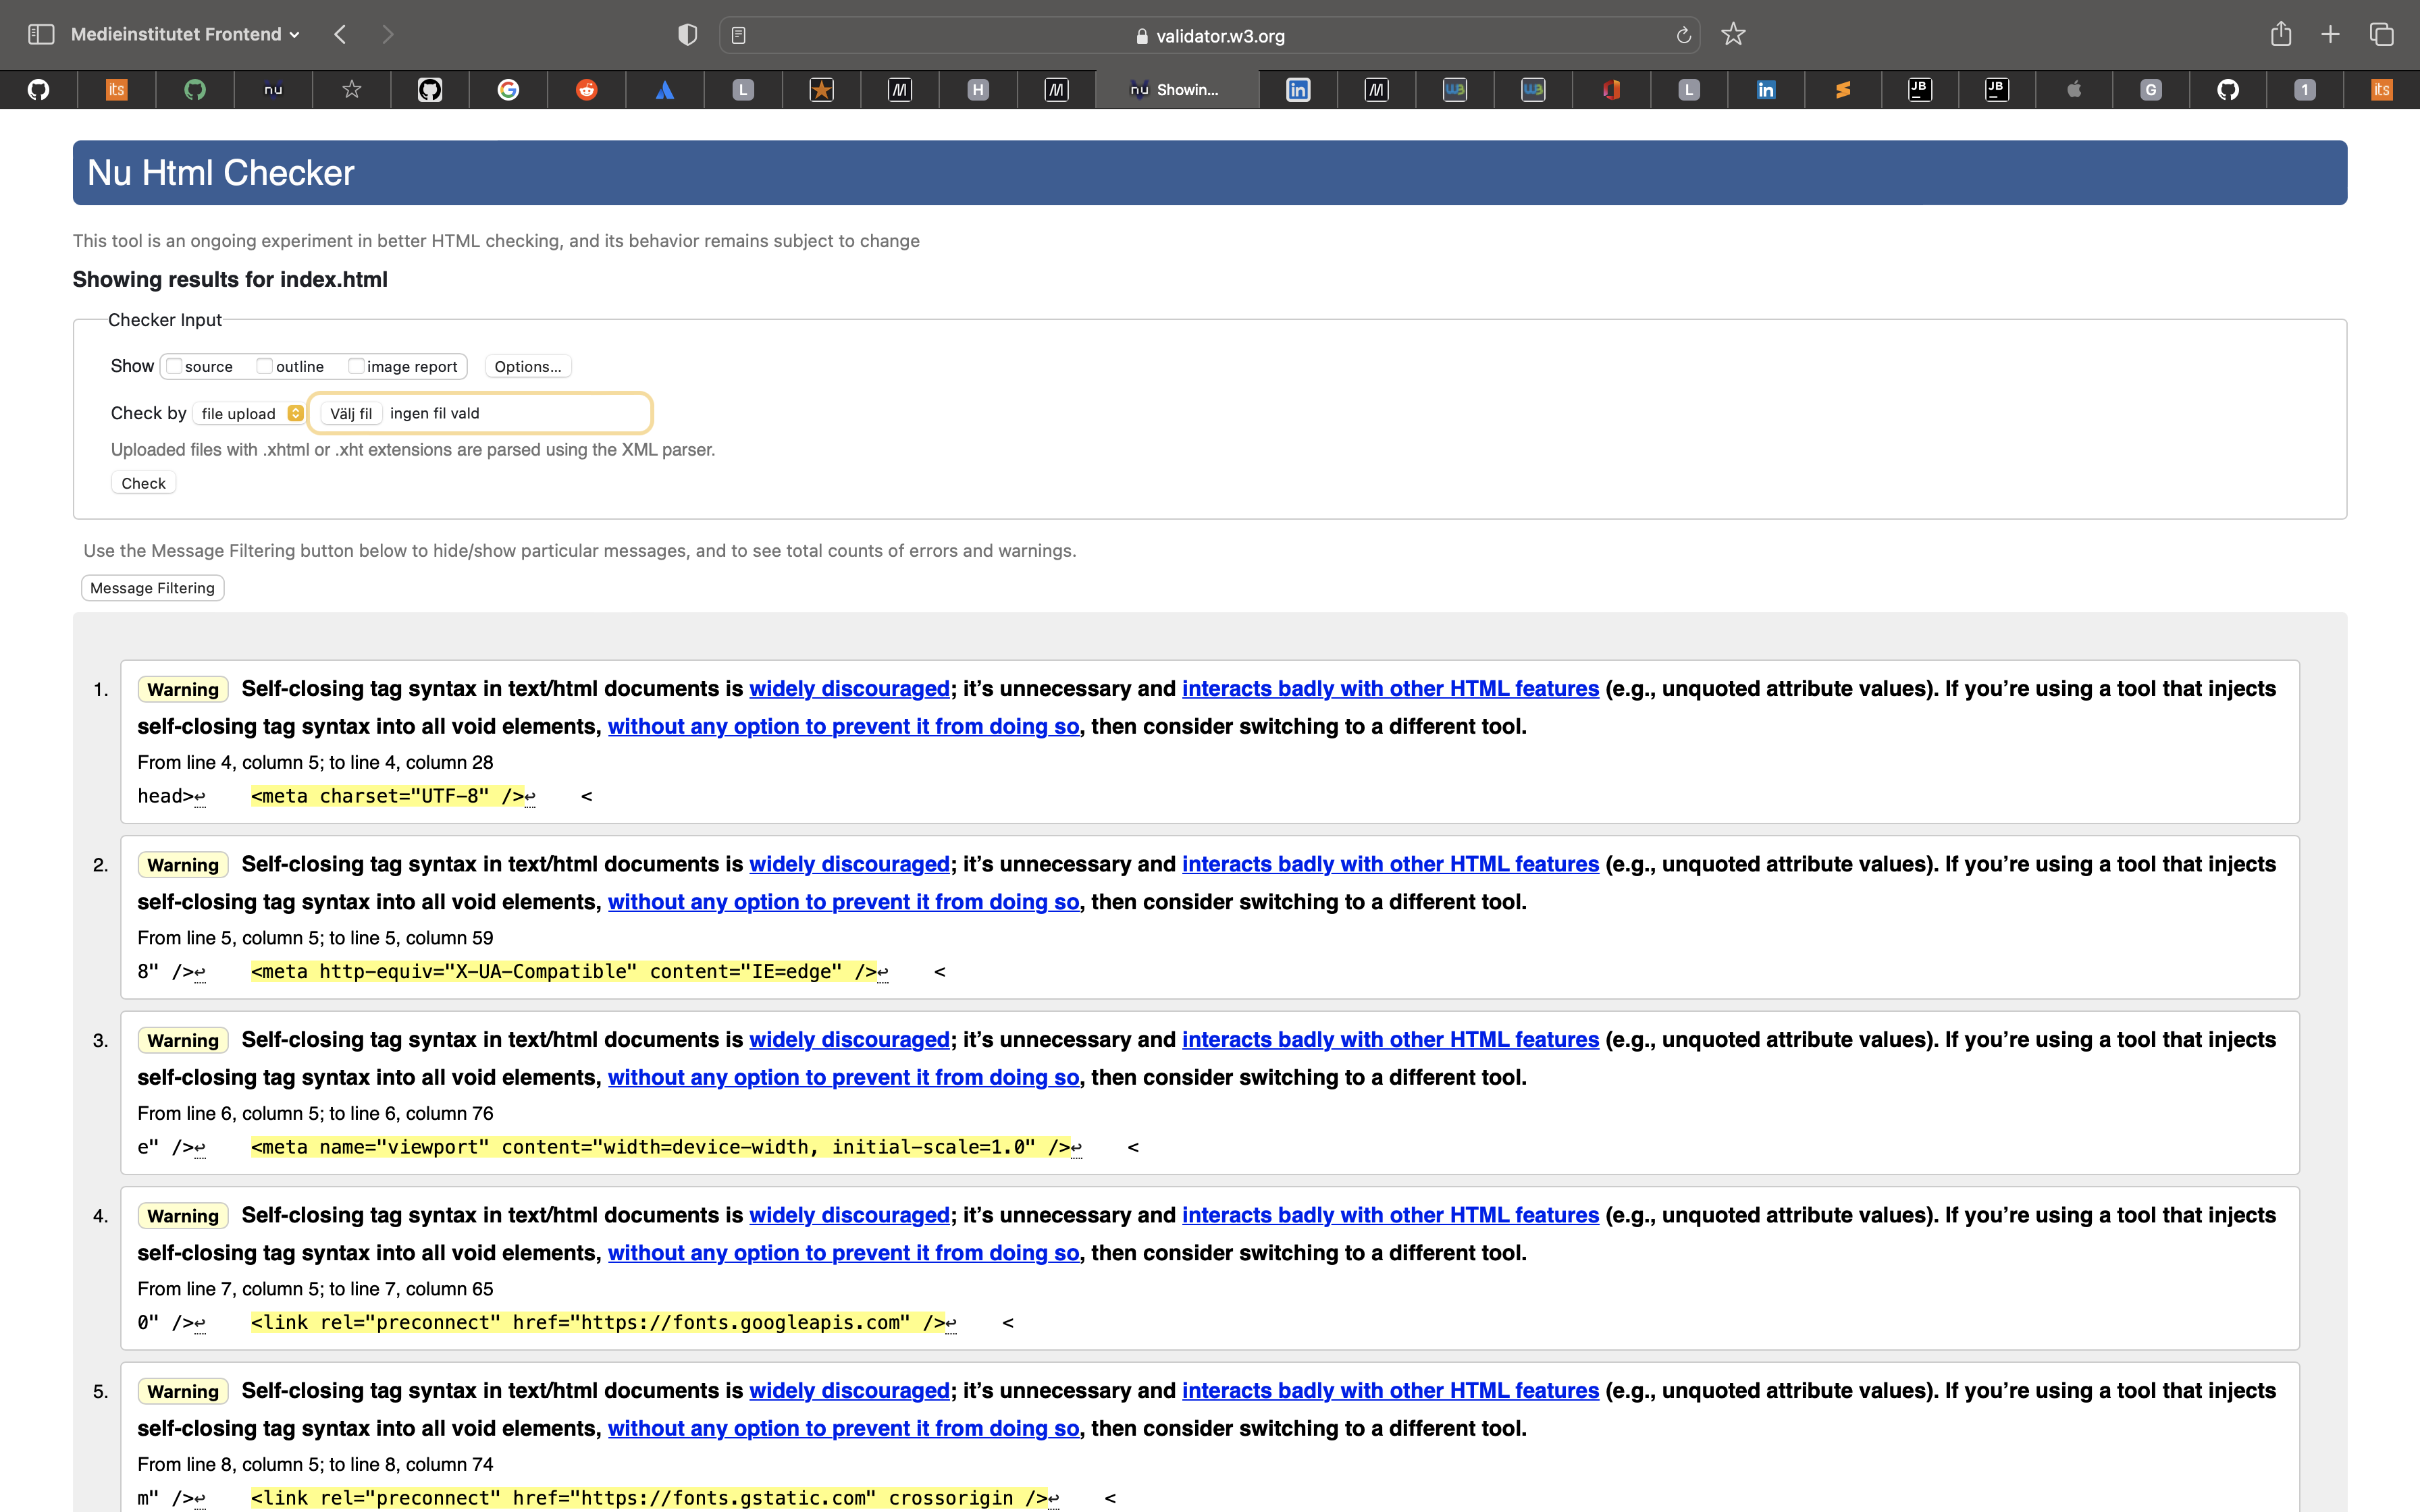 Medieinstitutet Frontend
validator.w3.org
its
nu
L
H
nu Showin...
in
L
in
JB
JB
G
1
its
Nu Html Checker
This tool is an ongoing experiment in better HTML checking, and its behavior remains subject to change
Showing results for index.html
Checker Input
Show source outline image report Options...
Check by file upload Välj fil ingen fil vald
Uploaded files with .xhtml or .xht extensions are parsed using the XML parser.
Check
Use the Message Filtering button below to hide/show particular messages, and to see total counts of errors and warnings.
Message Filtering
1. Warning Self-closing tag syntax in text/html documents is widely discouraged; it’s unnecessary and interacts badly with other HTML features (e.g., unquoted attribute values). If you’re using a tool that injects
self-closing tag syntax into all void elements, without any option to prevent it from doing so, then consider switching to a different tool.
From line 4, column 5; to line 4, column 28
head>↩ <meta charset="UTF-8" />↩ <
2. Warning Self-closing tag syntax in text/html documents is widely discouraged; it’s unnecessary and interacts badly with other HTML features (e.g., unquoted attribute values). If you’re using a tool that injects
self-closing tag syntax into all void elements, without any option to prevent it from doing so, then consider switching to a different tool.
From line 5, column 5; to line 5, column 59
8" />↩ <meta http-equiv="X-UA-Compatible" content="IE=edge" />↩ <
3. Warning Self-closing tag syntax in text/html documents is widely discouraged; it’s unnecessary and interacts badly with other HTML features (e.g., unquoted attribute values). If you’re using a tool that injects
self-closing tag syntax into all void elements, without any option to prevent it from doing so, then consider switching to a different tool.
From line 6, column 5; to line 6, column 76
e" />↩ <meta name="viewport" content="width=device-width, initial-scale=1.0" />↩ <
4. Warning Self-closing tag syntax in text/html documents is widely discouraged; it’s unnecessary and interacts badly with other HTML features (e.g., unquoted attribute values). If you’re using a tool that injects
self-closing tag syntax into all void elements, without any option to prevent it from doing so, then consider switching to a different tool.
From line 7, column 5; to line 7, column 65
0" />↩ <link rel="preconnect" href="https://fonts.googleapis.com" />↩ <
5. Warning Self-closing tag syntax in text/html documents is widely discouraged; it’s unnecessary and interacts badly with other HTML features (e.g., unquoted attribute values). If you’re using a tool that injects
self-closing tag syntax into all void elements, without any option to prevent it from doing so, then consider switching to a different tool.
From line 8, column 5; to line 8, column 74
m" />↩ <link rel="preconnect" href="https://fonts.gstatic.com" crossorigin />↩ <